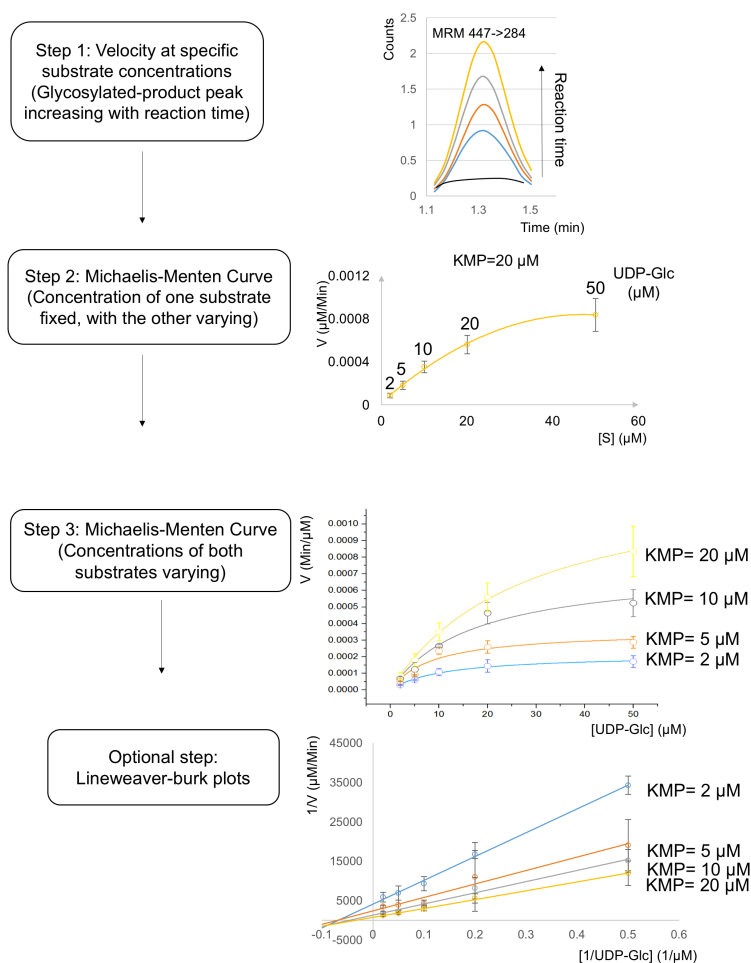 Step 1: Velocity at specific
substrate concentrations
(Glycosylated-product peak
increasing with reaction time)
Counts
2.5
2
1.5
1
0.5
0
MRM 447->284
Reaction time
1.1
1.3
1.5
Time (min)
Step 2: Michaelis-Menten Curve
(Concentration of one substrate
fixed, with the other varying)
KMP=20 µM
UDP-Glc
(µM)
V (µM/Min)
0.0012
0.0008
0.0004
0
2
5
10
20
50
0
20
40
60
[S] (µM)
Step 3: Michaelis-Menten Curve
(Concentrations of both
substrates varying)
V (Min/µM)
0.0010
0.0009
0.0008
0.0007
0.0006
0.0005
0.0004
0.0003
0.0002
0.0001
0.0000
KMP= 20 µM
KMP= 10 µM
KMP= 5 µM
KMP= 2 µM
0
10
20
30
40
50
[UDP-Glc] (µM)
Optional step:
Lineweaver-burk plots
1/V (µM/Min)
45000
35000
25000
15000
5000
-5000
KMP= 2 µM
KMP= 5 µM
KMP= 10 µM
KMP= 20 µM
-0.1
0
0.1
0.2
0.3
0.4
0.5
0.6
[1/UDP-Glc] (1/µM)